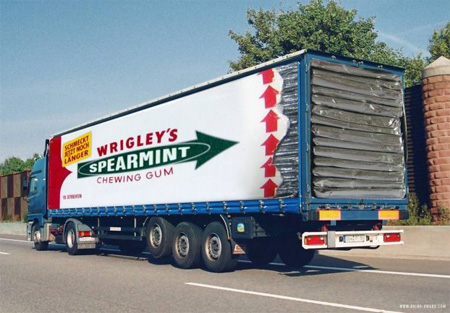 SCHMECKT
JETZT NOCH
LÄNGER
WRIGLEY'S
SPEARMINT
CHEWING GUM